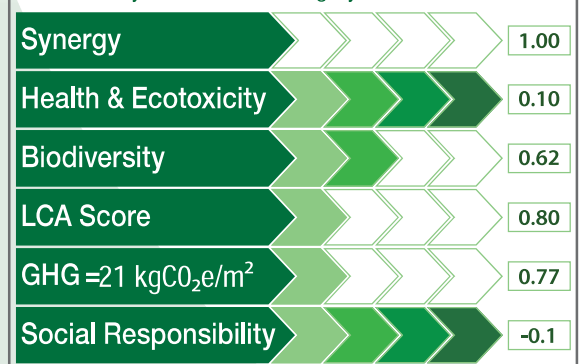 Synergy 1.00
Health & Ecotoxicity 0.10
Biodiversity 0.62
LCA Score 0.80
GHG =21 kgCO₂e/m² 0.77
Social Responsibility -0.1